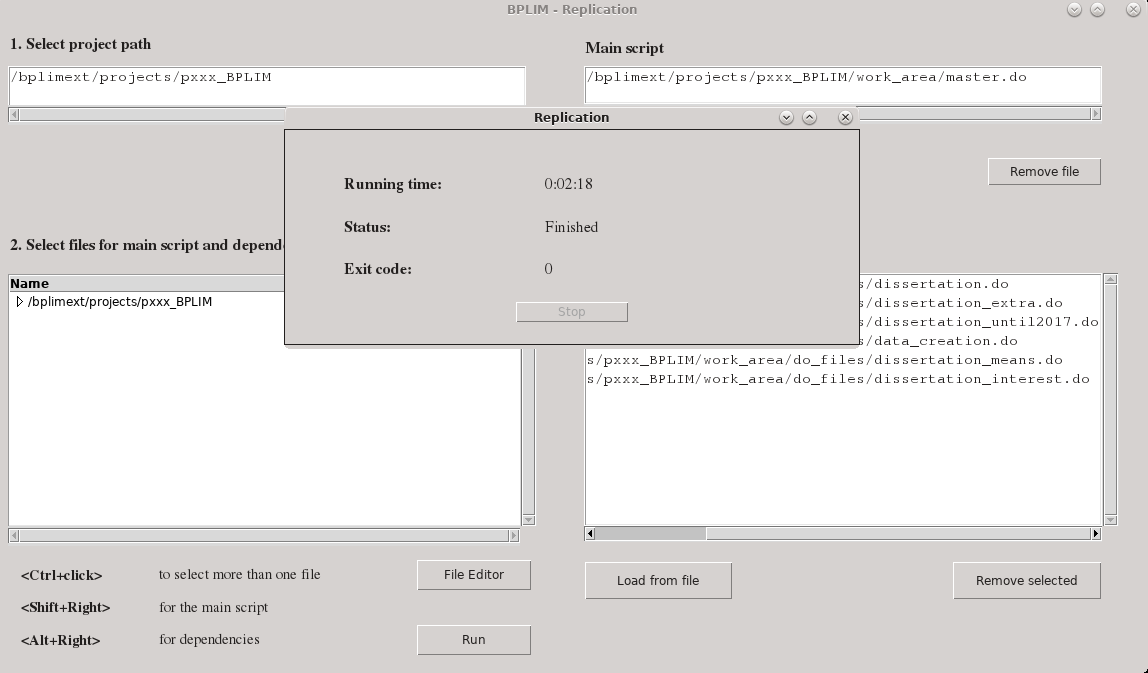 BPLIM - Replication
1. Select project path
Main script
/bplimext/projects/pxxx_BPLIM
/bplimext/projects/pxxx_BPLIM/work_area/master.do
Replication
Running time: 0:02:18
Status: Finished
Exit code: 0
Stop
Remove file
2. Select files for main script and depend
Name
/bplimext/projects/pxxx_BPLIM
s/dissertation.do
s/dissertation_extra.do
s/dissertation_until2017.do
s/data_creation.do
s/pxxx_BPLIM/work_area/do_files/dissertation_means.do
s/pxxx_BPLIM/work_area/do_files/dissertation_interest.do
<Ctrl+click> to select more than one file
File Editor
Load from file
Remove selected
<Shift+Right> for the main script
<Alt+Right> for dependencies
Run